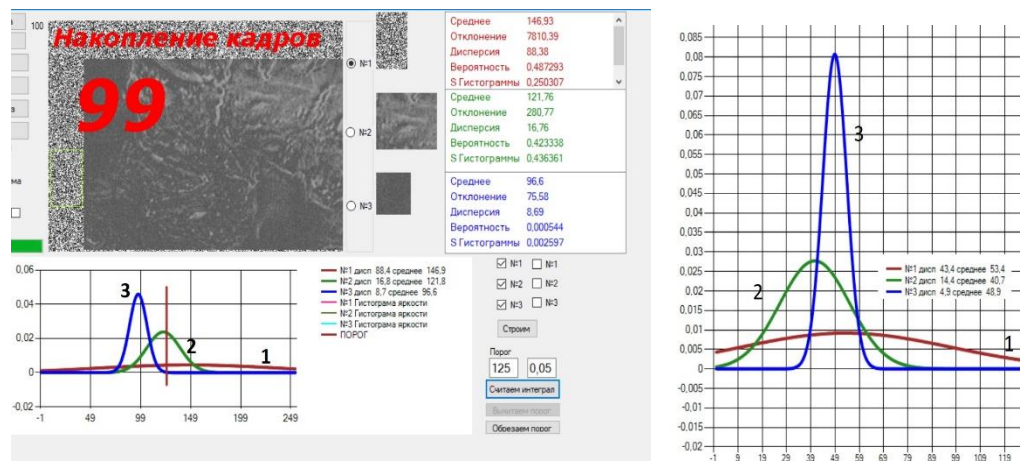 100
Накопление кадров
99
№1
№2
№3
Среднее 146,93
Отклонение 7810,39
Дисперсия 88,38
Вероятность 0,487293
S Гистограммы 0,250307
Среднее 121,76
Отклонение 280,77
Дисперсия 16,76
Вероятность 0,423338
S Гистограммы 0,436361
Среднее 96,6
Отклонение 75,58
Дисперсия 8,69
Вероятность 0,000544
S Гистограммы 0,002597
№1 №1
№2 №2
№3 №3
Строим
Порог
125 0,05
Считаем интеграл
Вычитаем порог
Обрезаем порог
0.06
0.04
0.02
0
-0.02
-1 49 99 149 199 249
3
2
1
№1 дисп 88,4 среднее 146,9
№2 дисп 16,8 среднее 121,8
№3 дисп 8,7 среднее 96,6
№1 Гистограма яркости
№2 Гистограма яркости
№3 Гистограма яркости
ПОРОГ
0,085
0,08
0,075
0,07
0,065
0,06
0,055
0,05
0,045
0,04
0,035
0,03
0,025
0,02
0,015
0,01
0,005
0
-0,005
-0,01
-0,015
-0,02
-1 9 19 29 39 49 59 69 79 89 99 109 119
3
2
1
№1 дисп 43,4 среднее 53,4
№2 дисп 14,4 среднее 40,7
№3 дисп 4,9 среднее 48,9